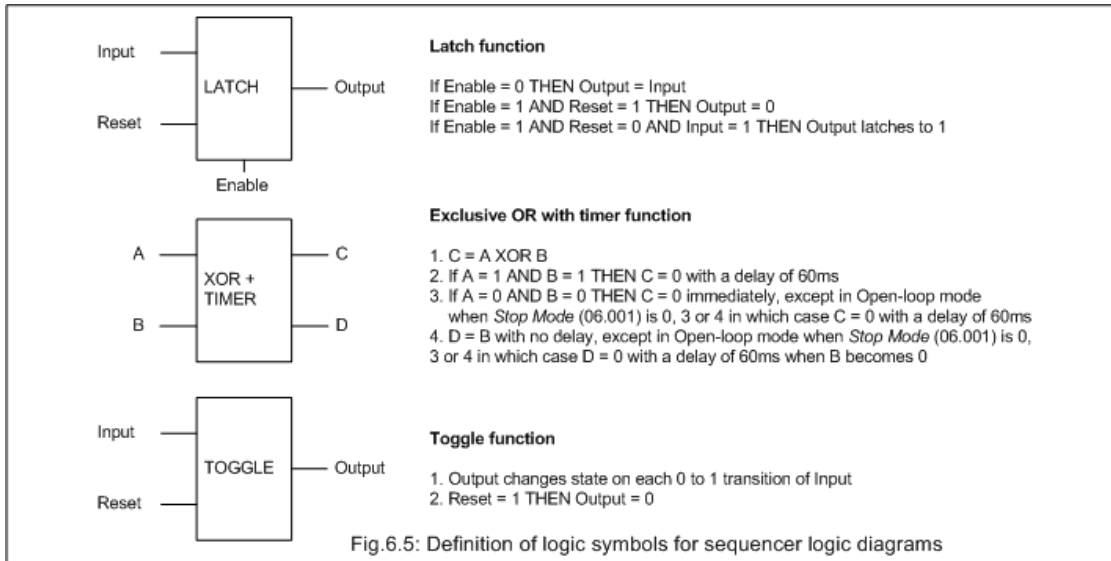 Input
Reset
LATCH
Output
Enable
Latch function
If Enable = 0 THEN Output = Input
If Enable = 1 AND Reset = 1 THEN Output = 0
If Enable = 1 AND Reset = 0 AND Input = 1 THEN Output latches to 1
A
B
XOR +
TIMER
C
D
Exclusive OR with timer function
1. C = A XOR B
2. If A = 1 AND B = 1 THEN C = 0 with a delay of 60ms
3. If A = 0 AND B = 0 THEN C = 0 immediately, except in Open-loop mode
when Stop Mode (06.001) is 0, 3 or 4 in which case C = 0 with a delay of 60ms
4. D = B with no delay, except in Open-loop mode when Stop Mode (06.001) is 0,
3 or 4 in which case D = 0 with a delay of 60ms when B becomes 0
Input
Reset
TOGGLE
Output
Toggle function
1. Output changes state on each 0 to 1 transition of Input
2. Reset = 1 THEN Output = 0
Fig.6.5: Definition of logic symbols for sequencer logic diagrams